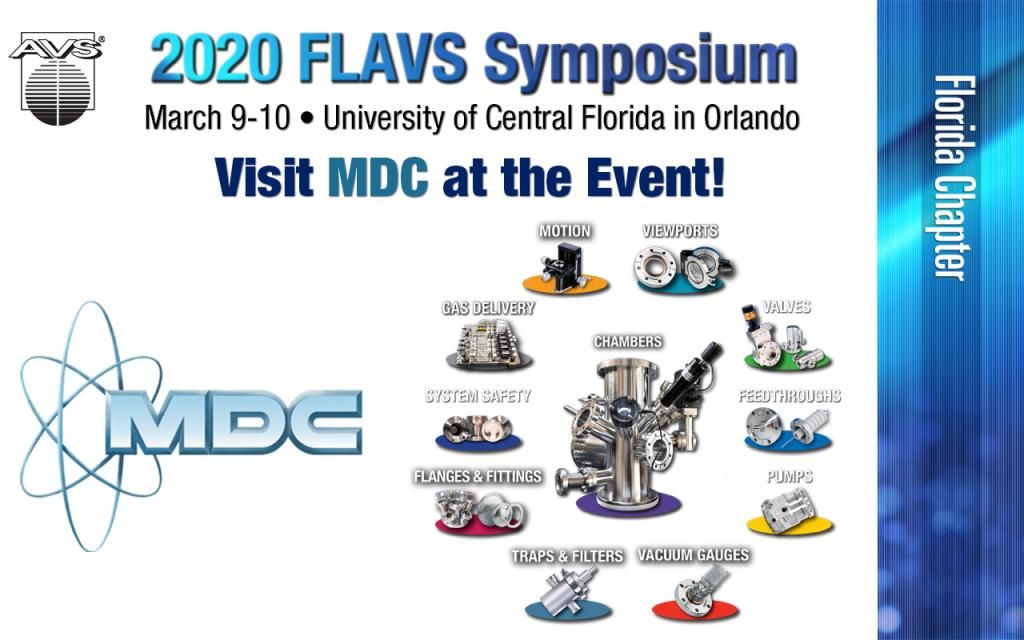 AVS®
2020 FLAVS Symposium
March 9-10 • University of Central Florida in Orlando
Visit MDC at the Event!
Florida Chapter
MDC
MOTION
VIEWPORTS
GAS DELIVERY
VALVES
CHAMBERS
SYSTEM SAFETY
FEEDTHROUGHS
FLANGES & FITTINGS
PUMPS
TRAPS & FILTERS
VACUUM GAUGES